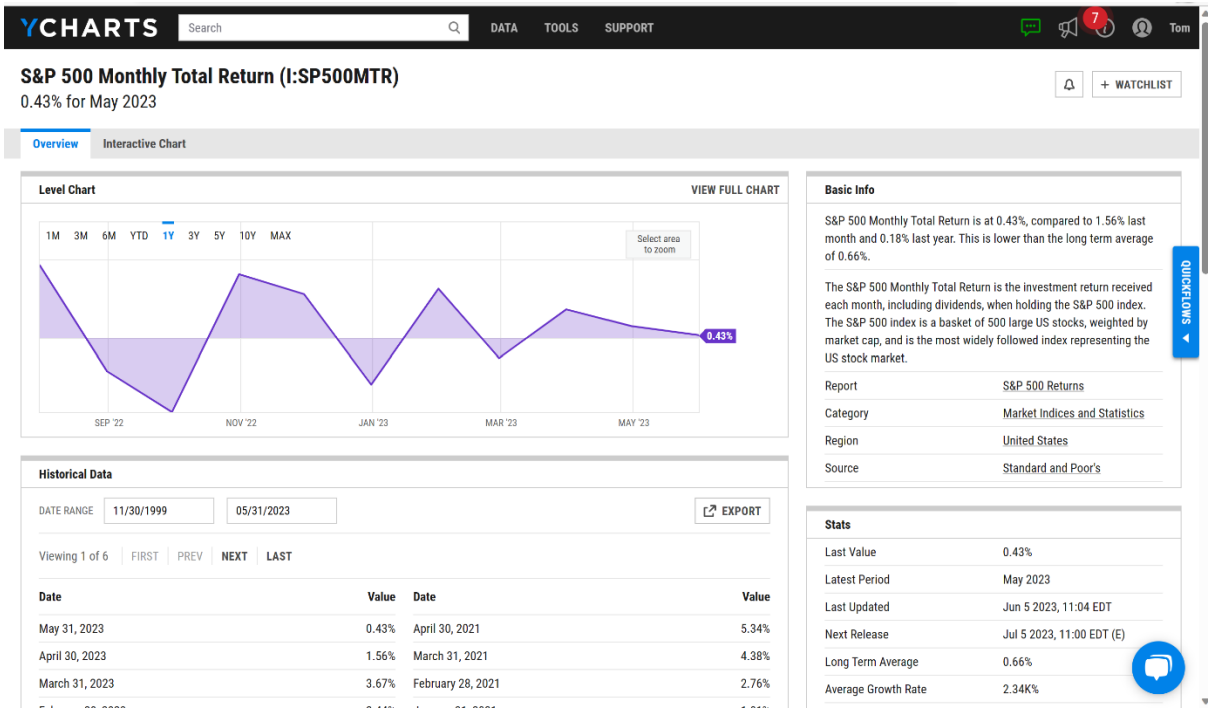 YCHARTS
Search
DATA TOOLS SUPPORT
7
Tom
S&P 500 Monthly Total Return (I:SP500MTR)
0.43% for May 2023
+ WATCHLIST
Overview Interactive Chart
Level Chart VIEW FULL CHART
1M 3M 6M YTD 1Y 3Y 5Y 10Y MAX
Select area
to zoom
0.43%
SEP '22 NOV '22 JAN '23 MAR '23 MAY '23
Historical Data
DATE RANGE 11/30/1999 05/31/2023 EXPORT
Viewing 1 of 6 FIRST PREV NEXT LAST
Date Value Date Value
May 31, 2023 0.43% April 30, 2021 5.34%
April 30, 2023 1.56% March 31, 2021 4.38%
March 31, 2023 3.67% February 28, 2021 2.76%
Basic Info
S&P 500 Monthly Total Return is at 0.43%, compared to 1.56% last
month and 0.18% last year. This is lower than the long term average
of 0.66%.
The S&P 500 Monthly Total Return is the investment return received
each month, including dividends, when holding the S&P 500 index.
The S&P 500 index is a basket of 500 large US stocks, weighted by
market cap, and is the most widely followed index representing the
US stock market.
Report S&P 500 Returns
Category Market Indices and Statistics
Region United States
Source Standard and Poor's
QUICKFLOWS
Stats
Last Value 0.43%
Latest Period May 2023
Last Updated Jun 5 2023, 11:04 EDT
Next Release Jul 5 2023, 11:00 EDT (E)
Long Term Average 0.66%
Average Growth Rate 2.34K%